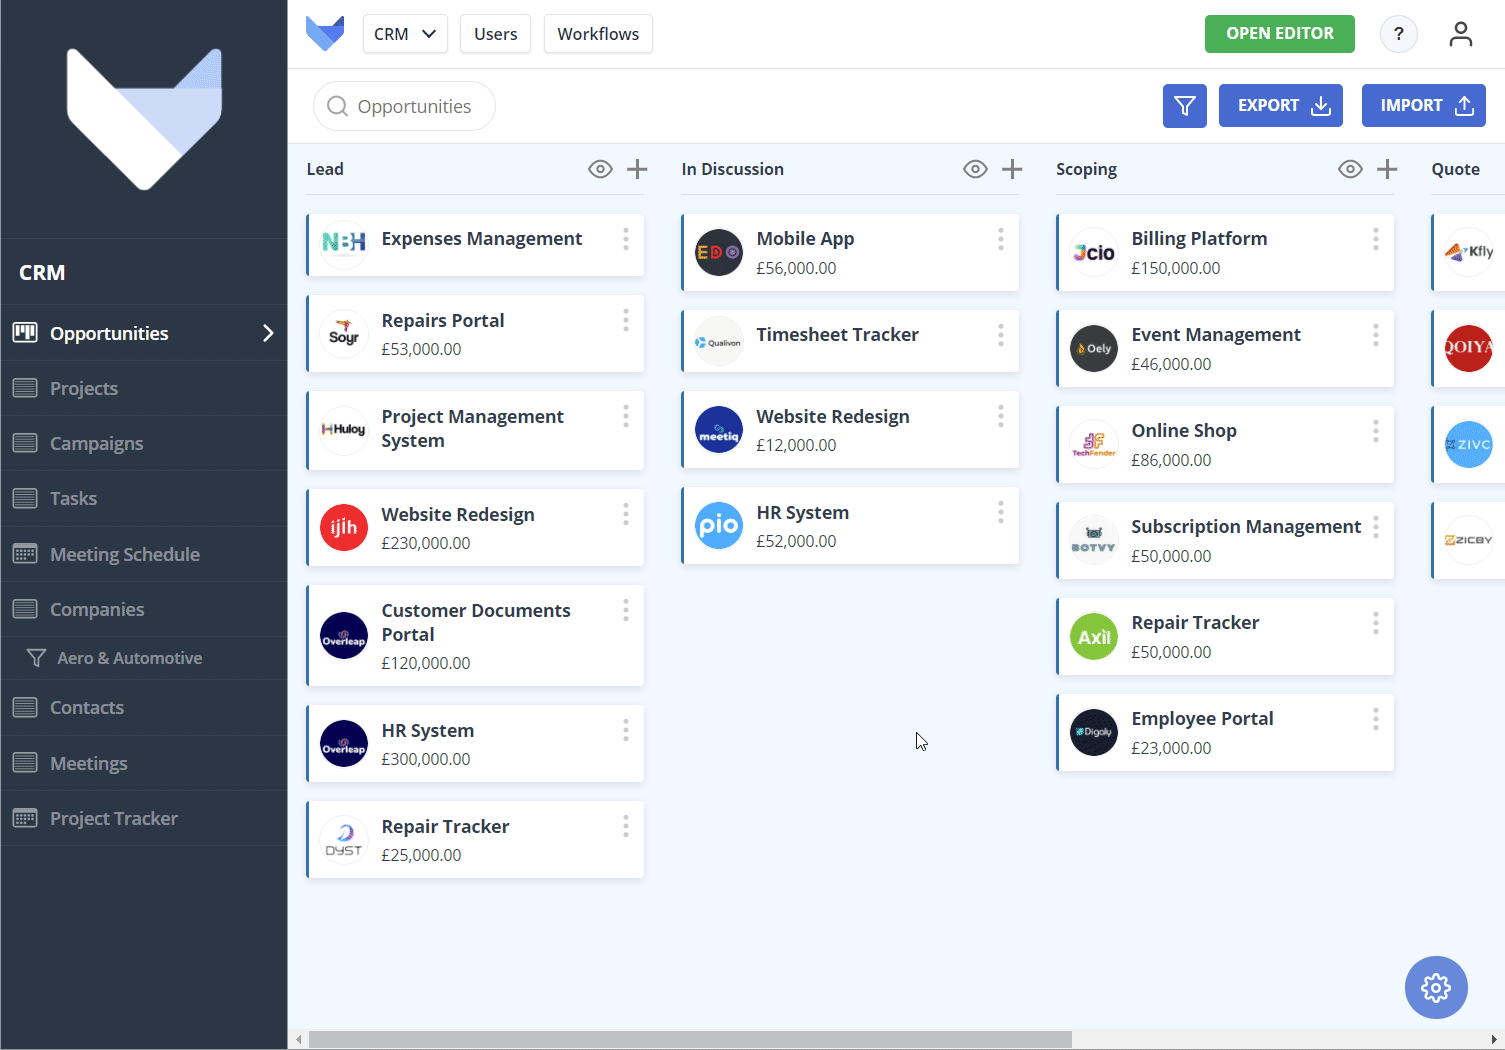 CRM
Users
Workflows
OPEN EDITOR
?
Opportunities
EXPORT
IMPORT
CRM
Opportunities
Projects
Campaigns
Tasks
Meeting Schedule
Companies
Aero & Automotive
Contacts
Meetings
Project Tracker
Lead
NBH
Expenses Management
Soyr
Repairs Portal
£53,000.00
Huloy
Project Management
System
ijih
Website Redesign
£230,000.00
Overleap
Customer Documents
Portal
£120,000.00
Overleap
HR System
£300,000.00
DYST
Repair Tracker
£25,000.00
In Discussion
EDO
Mobile App
£56,000.00
Qualivon
Timesheet Tracker
meetiq
Website Redesign
£12,000.00
pio
HR System
£52,000.00
Scoping
Jcio
Billing Platform
£150,000.00
Oely
Event Management
£46,000.00
TechFender
Online Shop
£86,000.00
BOTVY
Subscription Management
£50,000.00
Axil
Repair Tracker
£50,000.00
Digaly
Employee Portal
£23,000.00
Quote
Kfly
QOIYA
ZIVC
ZICBY